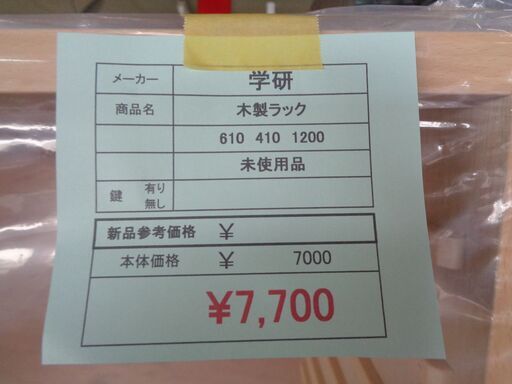 メーカー 学研
商品名 木製ラック
610 410 1200
未使用品
鍵 有り
無し
新品参考価格 ￥
本体価格 ￥ 7000
￥7,700